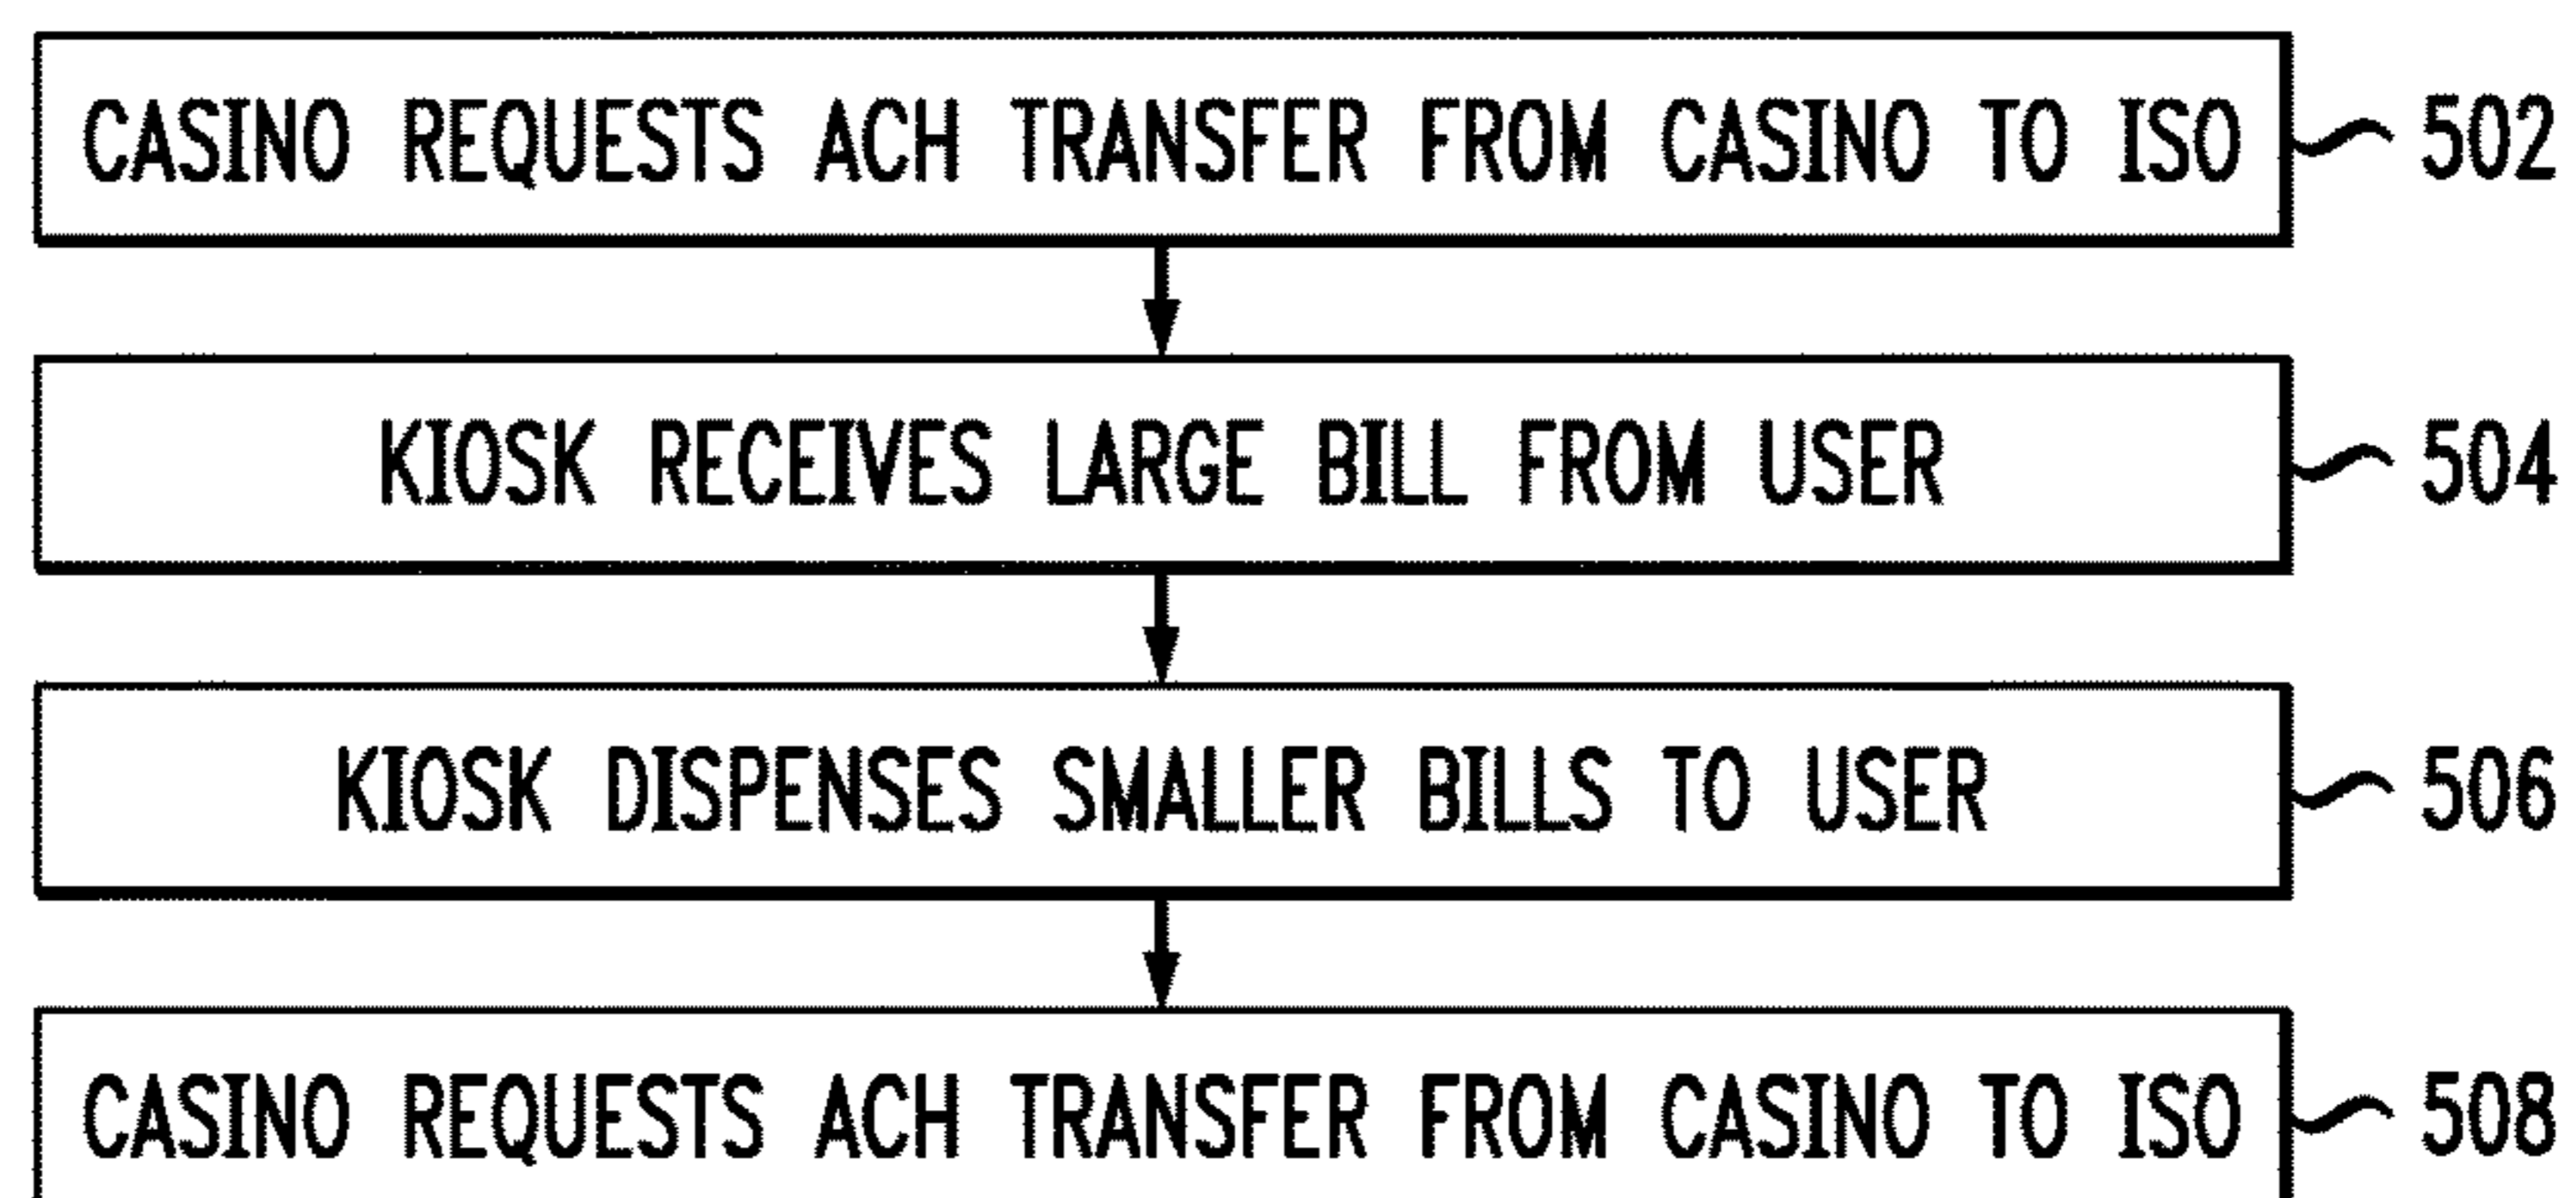 CASINO REQUESTS ACH TRANSFER FROM CASINO TO ISO 502
KIOSK RECEIVES LARGE BILL FROM USER 504
KIOSK DISPENSES SMALLER BILLS TO USER 506
CASINO REQUESTS ACH TRANSFER FROM CASINO TO ISO 508